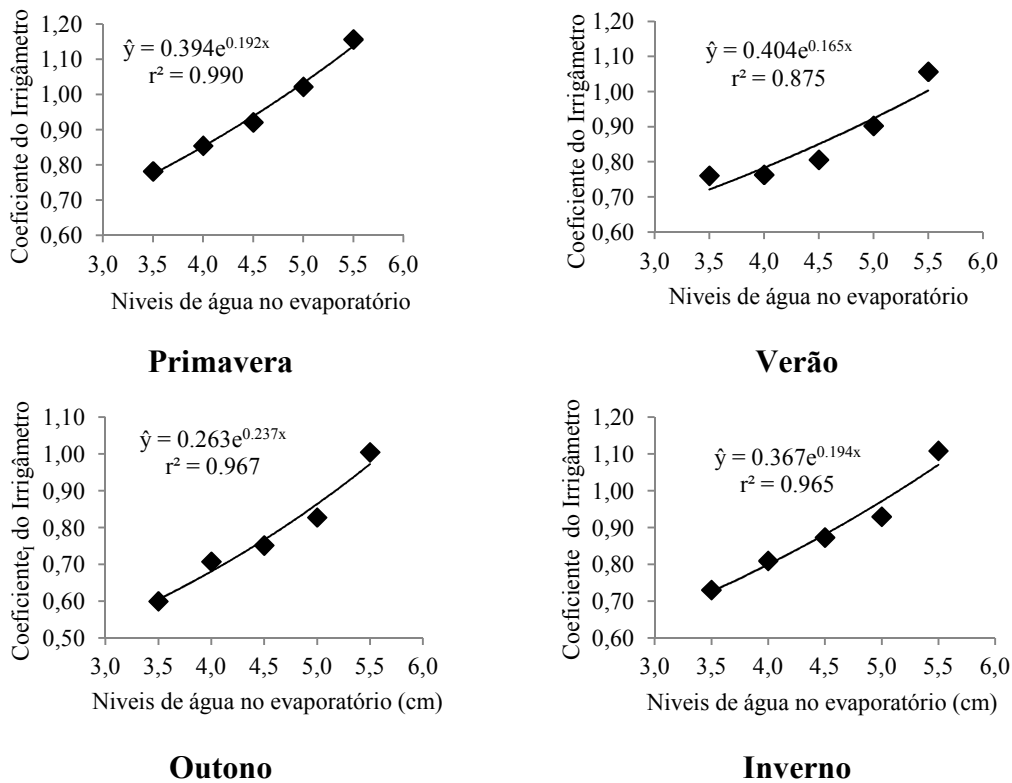 Coeficiente do Irrigâmetro
1,20
1,10
1,00
0,90
0,80
0,70
0,60
ŷ = 0.394e^0.192x
r² = 0.990
3,0 3,5 4,0 4,5 5,0 5,5 6,0
Niveis de água no evaporatório
Primavera
Coeficiente do Irrigâmetro
1,20
1,10
1,00
0,90
0,80
0,70
0,60
ŷ = 0.404e^0.165x
r² = 0.875
3,0 3,5 4,0 4,5 5,0 5,5 6,0
Niveis de água no evaporatório
Verão
Coeficiente₁ do Irrigâmetro
1,10
1,00
0,90
0,80
0,70
0,60
0,50
ŷ = 0.263e^0.237x
r² = 0.967
3,0 3,5 4,0 4,5 5,0 5,5 6,0
Niveis de água no evaporatório (cm)
Outono
Coeficiente do Irrigâmetro
1,20
1,10
1,00
0,90
0,80
0,70
0,60
ŷ = 0.367e^0.194x
r² = 0.965
3,0 3,5 4,0 4,5 5,0 5,5 6,0
Niveis de água no evaporatório (cm)
Inverno